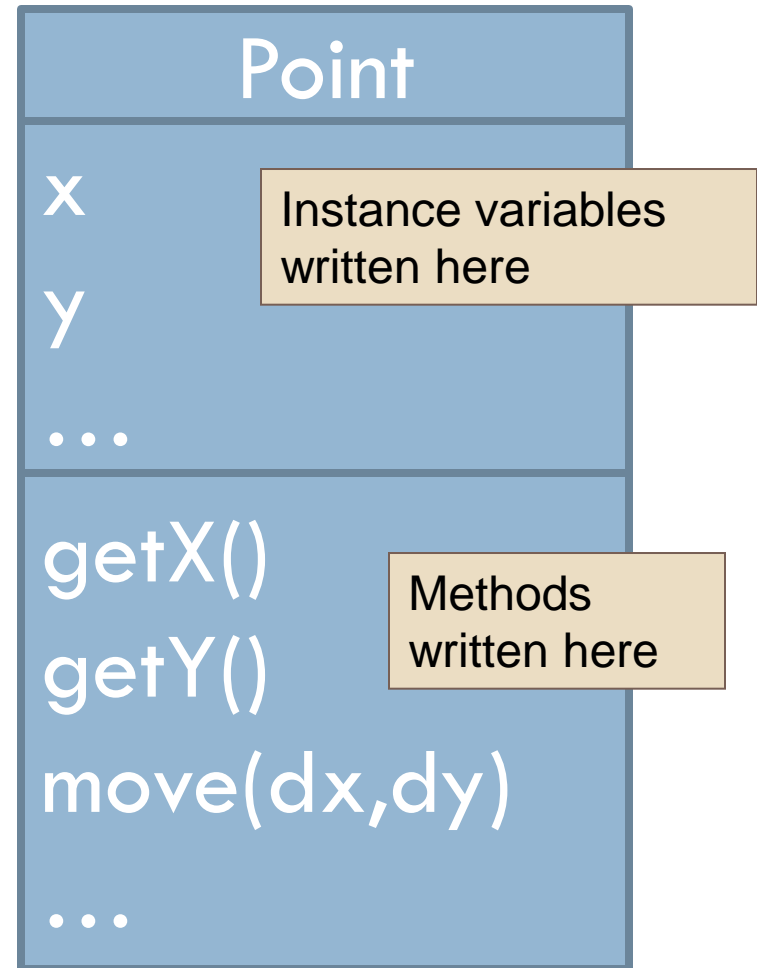 Point
x
Instance variables
written here
y
...
getX()
Methods
written here
getY()
move(dx,dy)
...